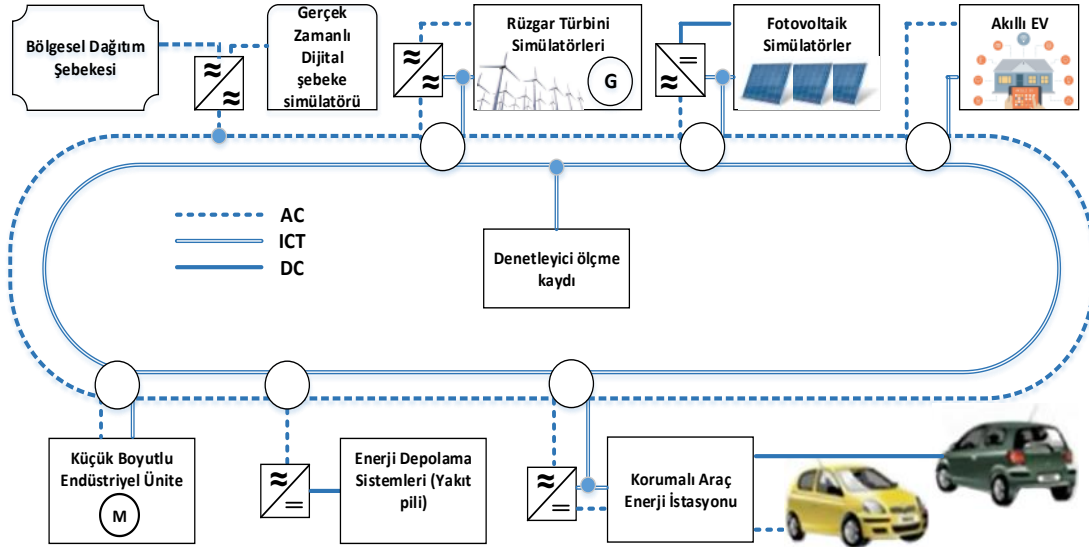 Bölgesel Dağıtım
Şebekesi
Gerçek
Zamanlı
Dijital
şebeke
simülatörü
Rüzgar Türbini
Simülatörleri
G
Fotovoltaik
Simülatörler
Akıllı EV
AC
ICT
DC
Denetleyici ölçme
kaydı
Küçük Boyutlu
Endüstriyel Ünite
M
Enerji Depolama
Sistemleri (Yakıt
pili)
Korumalı Araç
Enerji İstasyonu